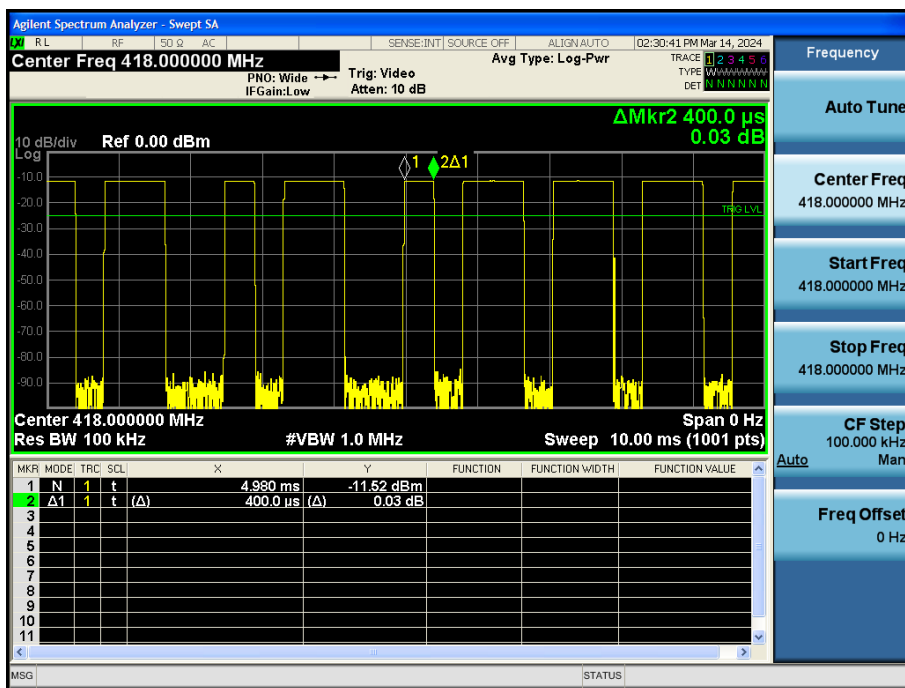 Agilent Spectrum Analyzer - Swept SA
LXI RL RF 50 Ω AC SENSE:INT SOURCE OFF ALIGN AUTO 02:30:41 PM Mar 14, 2024
Center Freq 418.000000 MHz
PNO: Wide
IFGain:Low
Trig: Video
Atten: 10 dB
Avg Type: Log-Pwr
TRACE 1 2 3 4 5 6
TYPE WWWWWW
DET N N N N N N
ΔMkr2 400.0 µs
0.03 dB
10 dB/div Ref 0.00 dBm
Log
1 2Δ1
-10.0
-20.0
TRIG LVL
-30.0
-40.0
-50.0
-60.0
-70.0
-80.0
-90.0
Center 418.000000 MHz Span 0 Hz
Res BW 100 kHz #VBW 1.0 MHz Sweep 10.00 ms (1001 pts)
MKR MODE TRC SCL X Y FUNCTION FUNCTION WIDTH FUNCTION VALUE
1 N 1 t 4.980 ms -11.52 dBm
2 Δ1 1 t (Δ) 400.0 µs (Δ) 0.03 dB
3
4
5
6
7
8
9
10
11
MSG STATUS
Frequency
Auto Tune
Center Freq
418.000000 MHz
Start Freq
418.000000 MHz
Stop Freq
418.000000 MHz
CF Step
100.000 kHz
Auto Man
Freq Offset
0 Hz